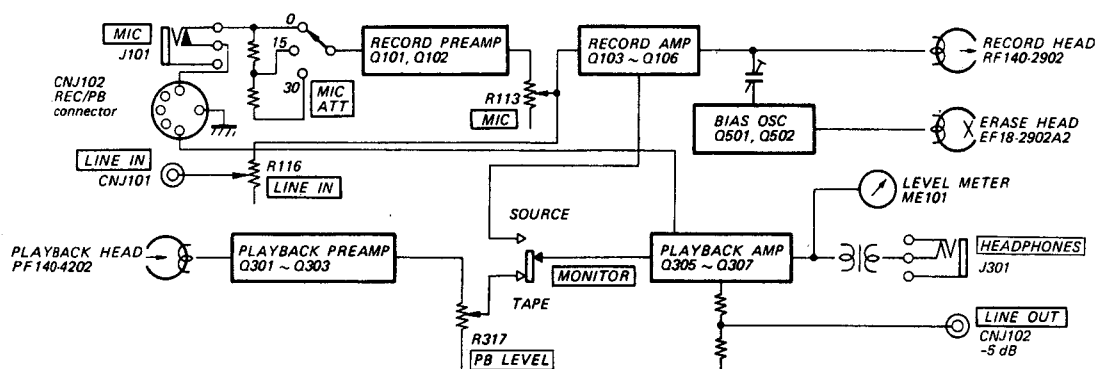 MIC
J101
CNJ102
REC/PB
connector
0
15
30
MIC
ATT
RECORD PREAMP
Q101, Q102
R113
MIC
RECORD AMP
Q103 ~ Q106
BIAS OSC
Q501, Q502
RECORD HEAD
RF140-2902
ERASE HEAD
EF18-2902A2
LINE IN
CNJ101
R116
LINE IN
LEVEL METER
ME101
PLAYBACK HEAD
PF140-4202
PLAYBACK PREAMP
Q301 ~ Q303
SOURCE
MONITOR
TAPE
R317
PB LEVEL
PLAYBACK AMP
Q305 ~ Q307
HEADPHONES
J301
LINE OUT
CNJ102
-5 dB